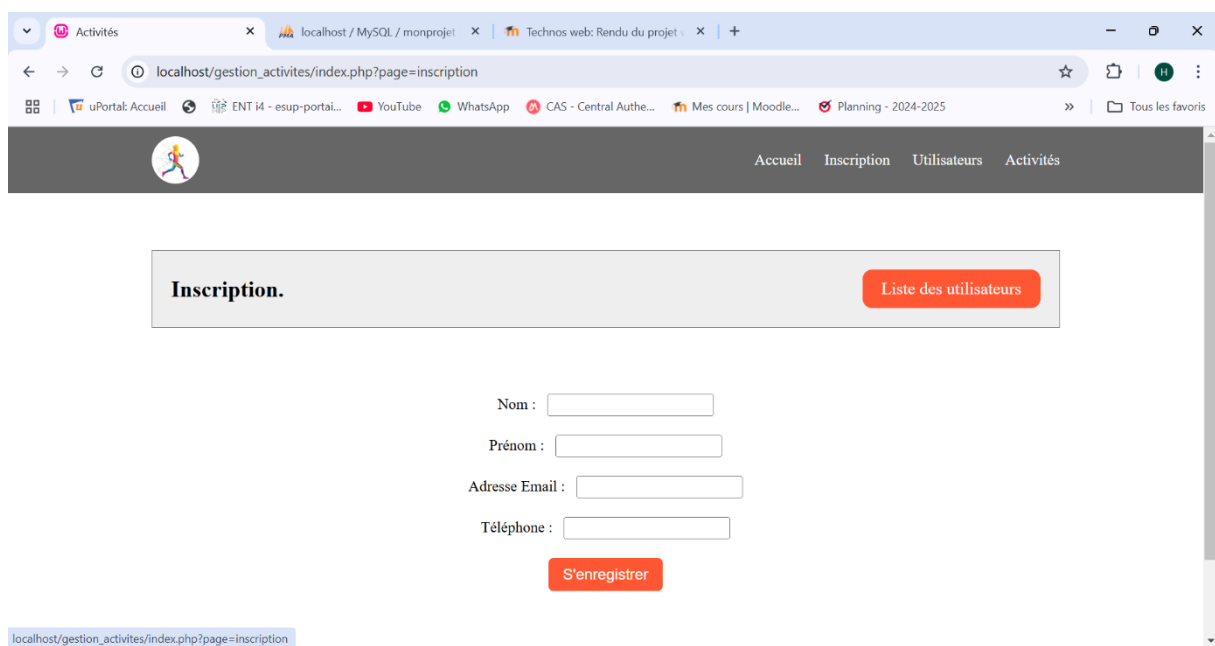 Activités
localhost / MySQL / monprojet
Technos web: Rendu du projet
localhost/gestion_activites/index.php?page=inscription
H
uPortal: Accueil
ENT i4 - esup-portai...
YouTube
WhatsApp
CAS - Central Authe...
Mes cours | Moodle...
Planning - 2024-2025
»
Tous les favoris
Accueil Inscription Utilisateurs Activités
Inscription.
Liste des utilisateurs
Nom :
Prénom :
Adresse Email :
Téléphone :
S'enregistrer
localhost/gestion_activites/index.php?page=inscription